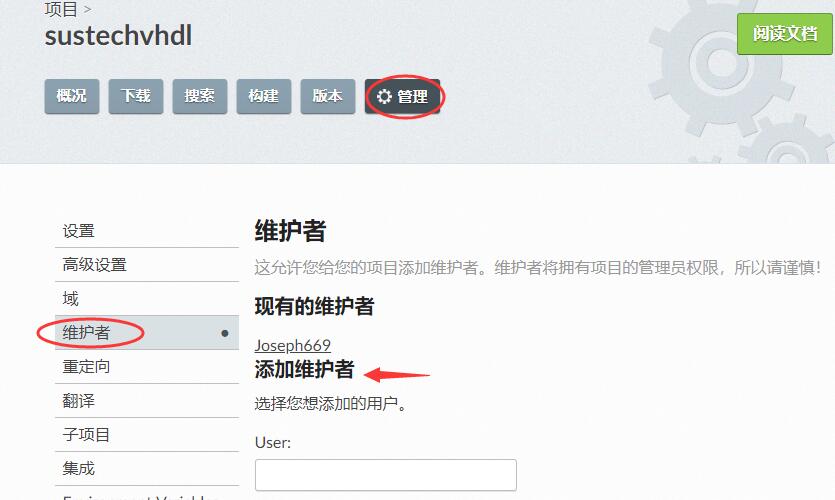 项目 >
sustechvhdl
阅读文档
概况 下载 搜索 构建 版本 管理
设置
高级设置
域
维护者
重定向
翻译
子项目
集成
Environment Variables
维护者
这允许您给您的项目添加维护者。维护者将拥有项目的管理员权限，所以请谨慎！
现有的维护者
Joseph669
添加维护者
选择您想添加的用户。
User: